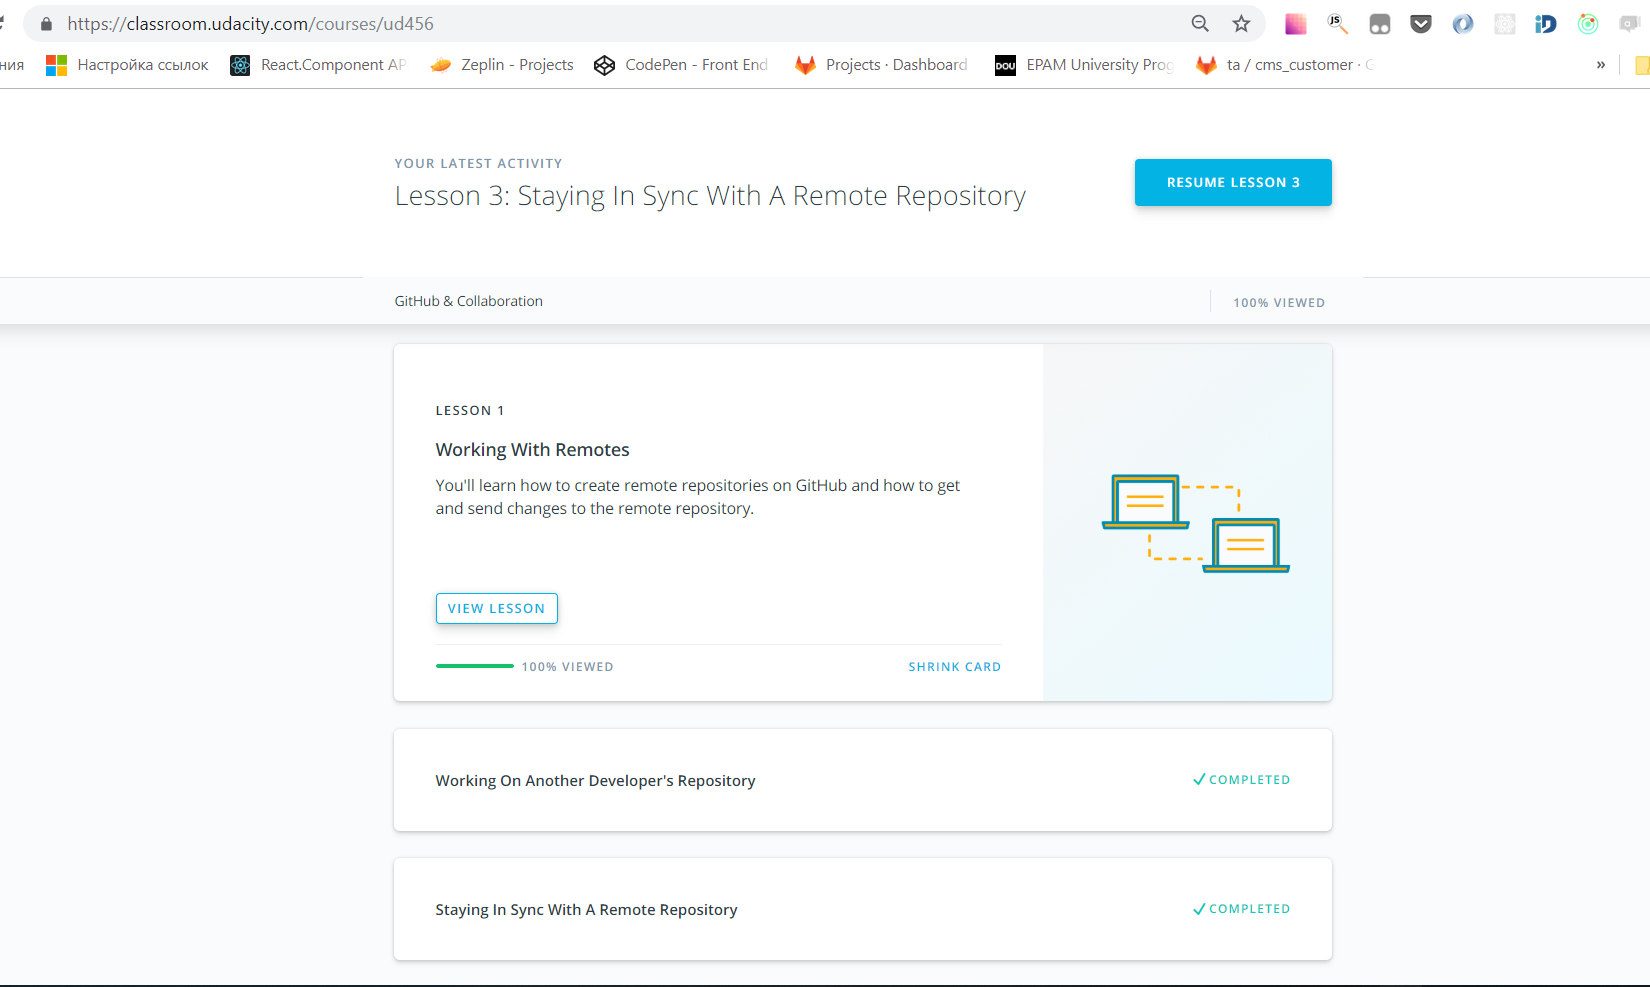 https://classroom.udacity.com/courses/ud456
ния Настройка ссылок React.Component AP Zeplin - Projects CodePen - Front End Projects · Dashboard DOU EPAM University Prog ta / cms_customer · G »
YOUR LATEST ACTIVITY
Lesson 3: Staying In Sync With A Remote Repository
RESUME LESSON 3
GitHub & Collaboration
100% VIEWED
LESSON 1
Working With Remotes
You'll learn how to create remote repositories on GitHub and how to get
and send changes to the remote repository.
VIEW LESSON
100% VIEWED
SHRINK CARD
Working On Another Developer's Repository
COMPLETED
Staying In Sync With A Remote Repository
COMPLETED